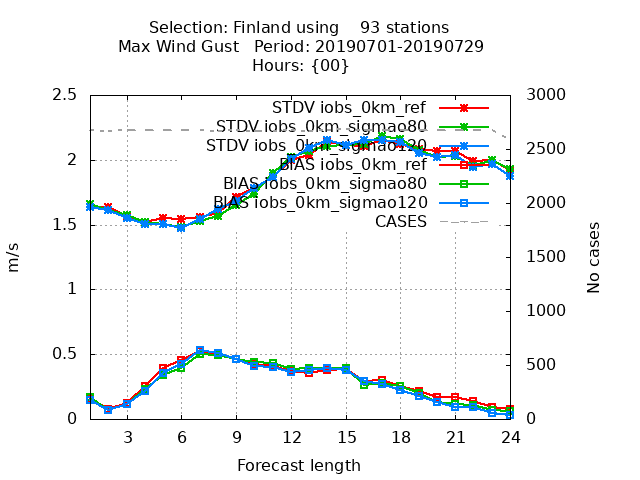 Selection: Finland using 93 stations
Max Wind Gust Period: 20190701-20190729
Hours: {00}
STDV iobs_0km_ref
STDV iobs_0km_sigmao80
STDV iobs_0km_sigmao120
BIAS iobs_0km_ref
BIAS iobs_0km_sigmao80
BIAS iobs_0km_sigmao120
CASES
2.5
2
1.5
1
0.5
0
m/s
3000
2500
2000
1500
1000
500
0
No cases
3 6 9 12 15 18 21 24
Forecast length